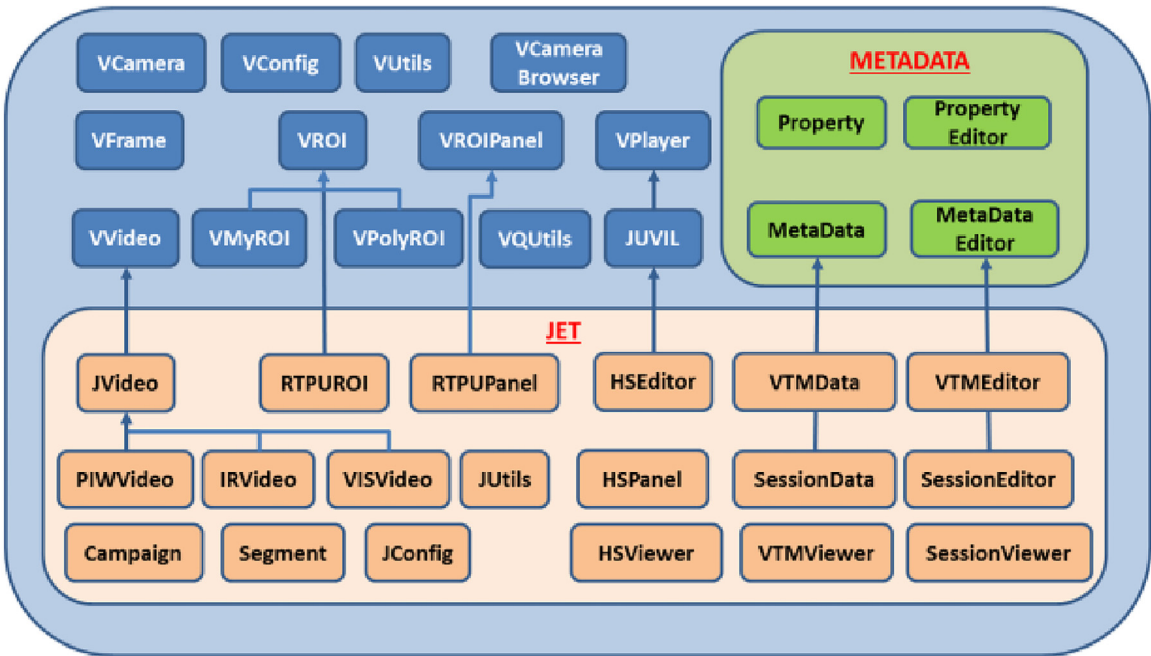 VCamera
VConfig
VUtils
VCamera
Browser
METADATA
Property
Property
Editor
VFrame
VROI
VROIPanel
VPlayer
VVideo
VMyROI
VPolyROI
VQUtils
JUVIL
MetaData
MetaData
Editor
JET
JVideo
RTPUROI
RTPUPanel
HSEditor
VTMData
VTMEditor
PIWVideo
IRVideo
VISVideo
JUtils
HSPanel
SessionData
SessionEditor
Campaign
Segment
JConfig
HSViewer
VTMViewer
SessionViewer